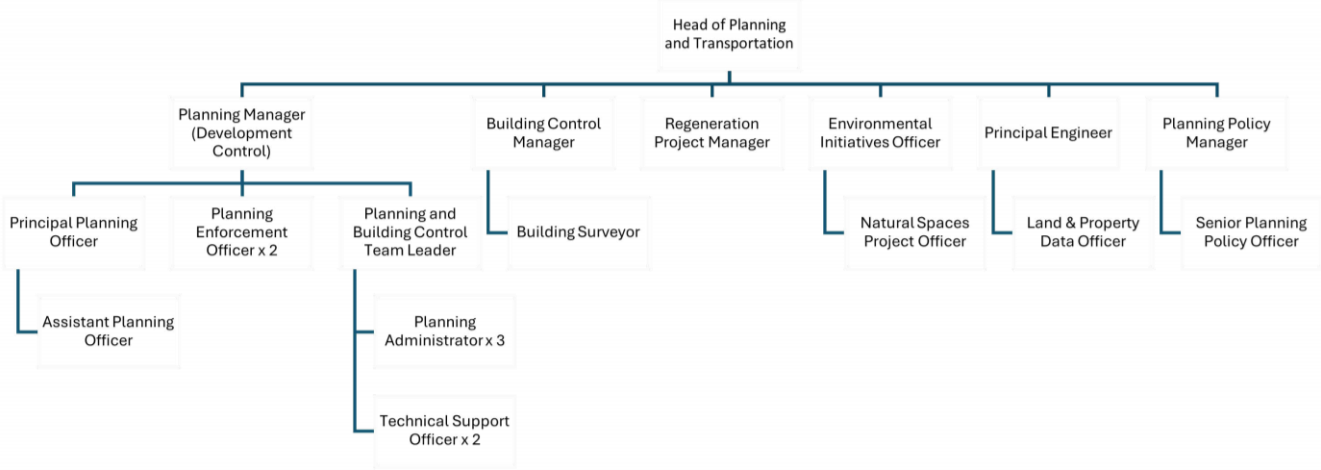 Head of Planning
and Transportation
Planning Manager
(Development
Control)
Building Control
Manager
Regeneration
Project Manager
Environmental
Initiatives Officer
Principal Engineer
Planning Policy
Manager
Principal Planning
Officer
Planning
Enforcement
Officer x 2
Planning and
Building Control
Team Leader
Building Surveyor
Natural Spaces
Project Officer
Land & Property
Data Officer
Senior Planning
Policy Officer
Assistant Planning
Officer
Planning
Administrator x 3
Technical Support
Officer x 2